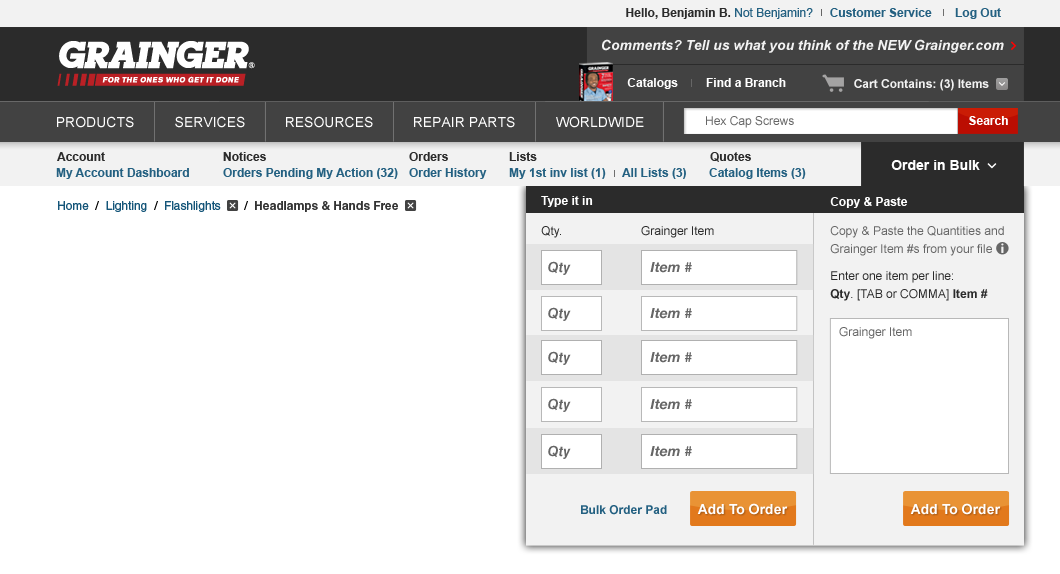 Hello, Benjamin B. Not Benjamin? Customer Service Log Out
GRAINGER®
FOR THE ONES WHO GET IT DONE
Comments? Tell us what you think of the NEW Grainger.com
Catalogs Find a Branch Cart Contains: (3) Items
PRODUCTS SERVICES RESOURCES REPAIR PARTS WORLDWIDE Hex Cap Screws Search
Account Notices Orders Lists Quotes
My Account Dashboard Orders Pending My Action (32) Order History My 1st inv list (1) All Lists (3) Catalog Items (3)
Order in Bulk
Home / Lighting / Flashlights / Headlamps & Hands Free
Type it in
Qty. Grainger Item
Qty Item #
Qty Item #
Qty Item #
Qty Item #
Qty Item #
Bulk Order Pad Add To Order
Copy & Paste
Copy & Paste the Quantities and
Grainger Item #s from your file
Enter one item per line:
Qty. [TAB or COMMA] Item #
Grainger Item
Add To Order